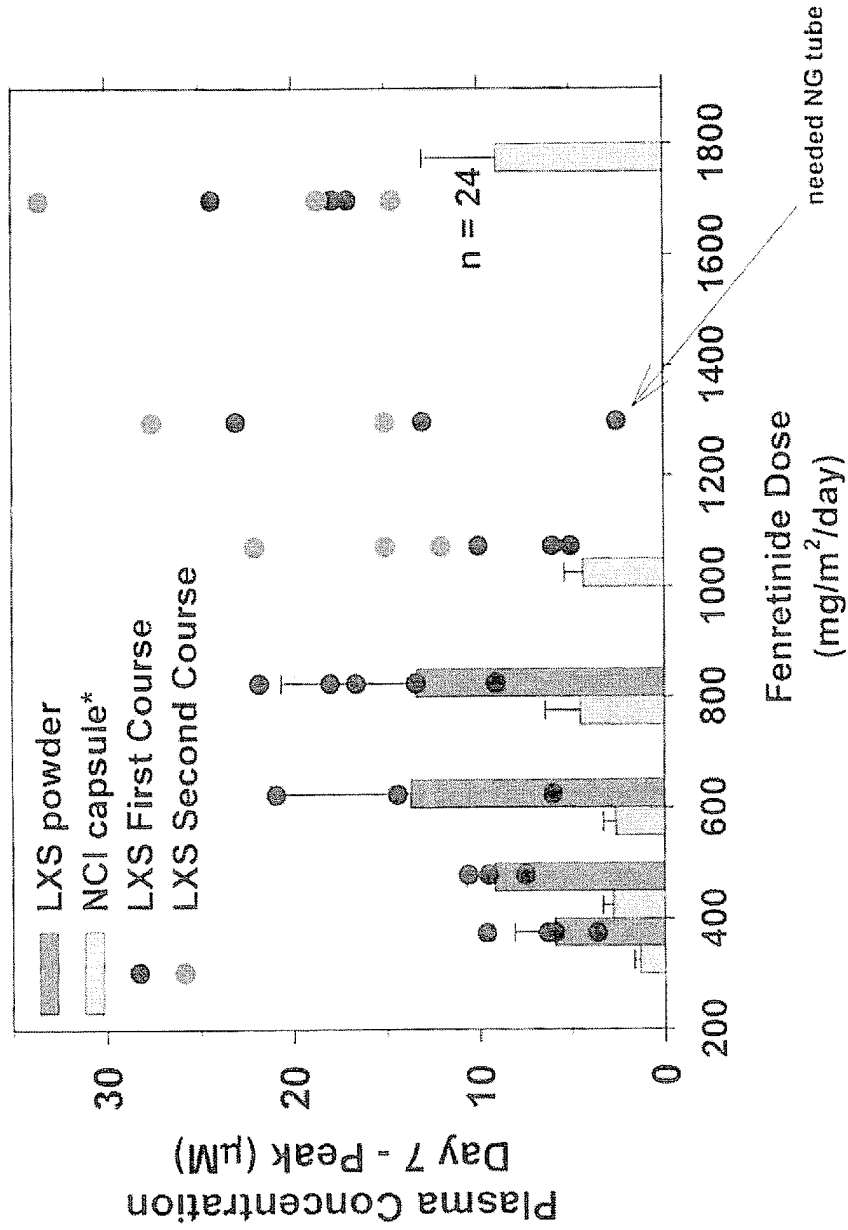 LXS powder
NCI capsule*
LXS First Course
LXS Second Course
30
20
10
0
Plasma Concentration
Day 7 - Peak (µM)
n = 24
200 400 600 800 1000 1200 1400 1600 1800
Fenretinide Dose
(mg/m²/day)
needed NG tube